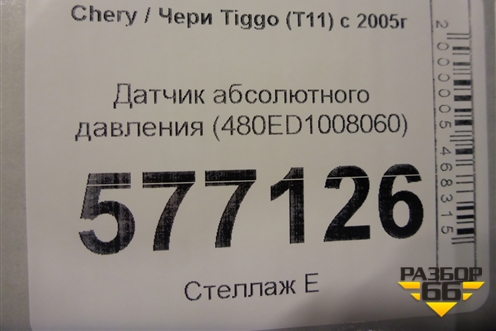 Chery / Чери Tiggo (T11) с 2005г
Датчик абсолютного
давления (480ED1008060)
577126
Стеллаж Е
2000005468315
РАЗБОР
66